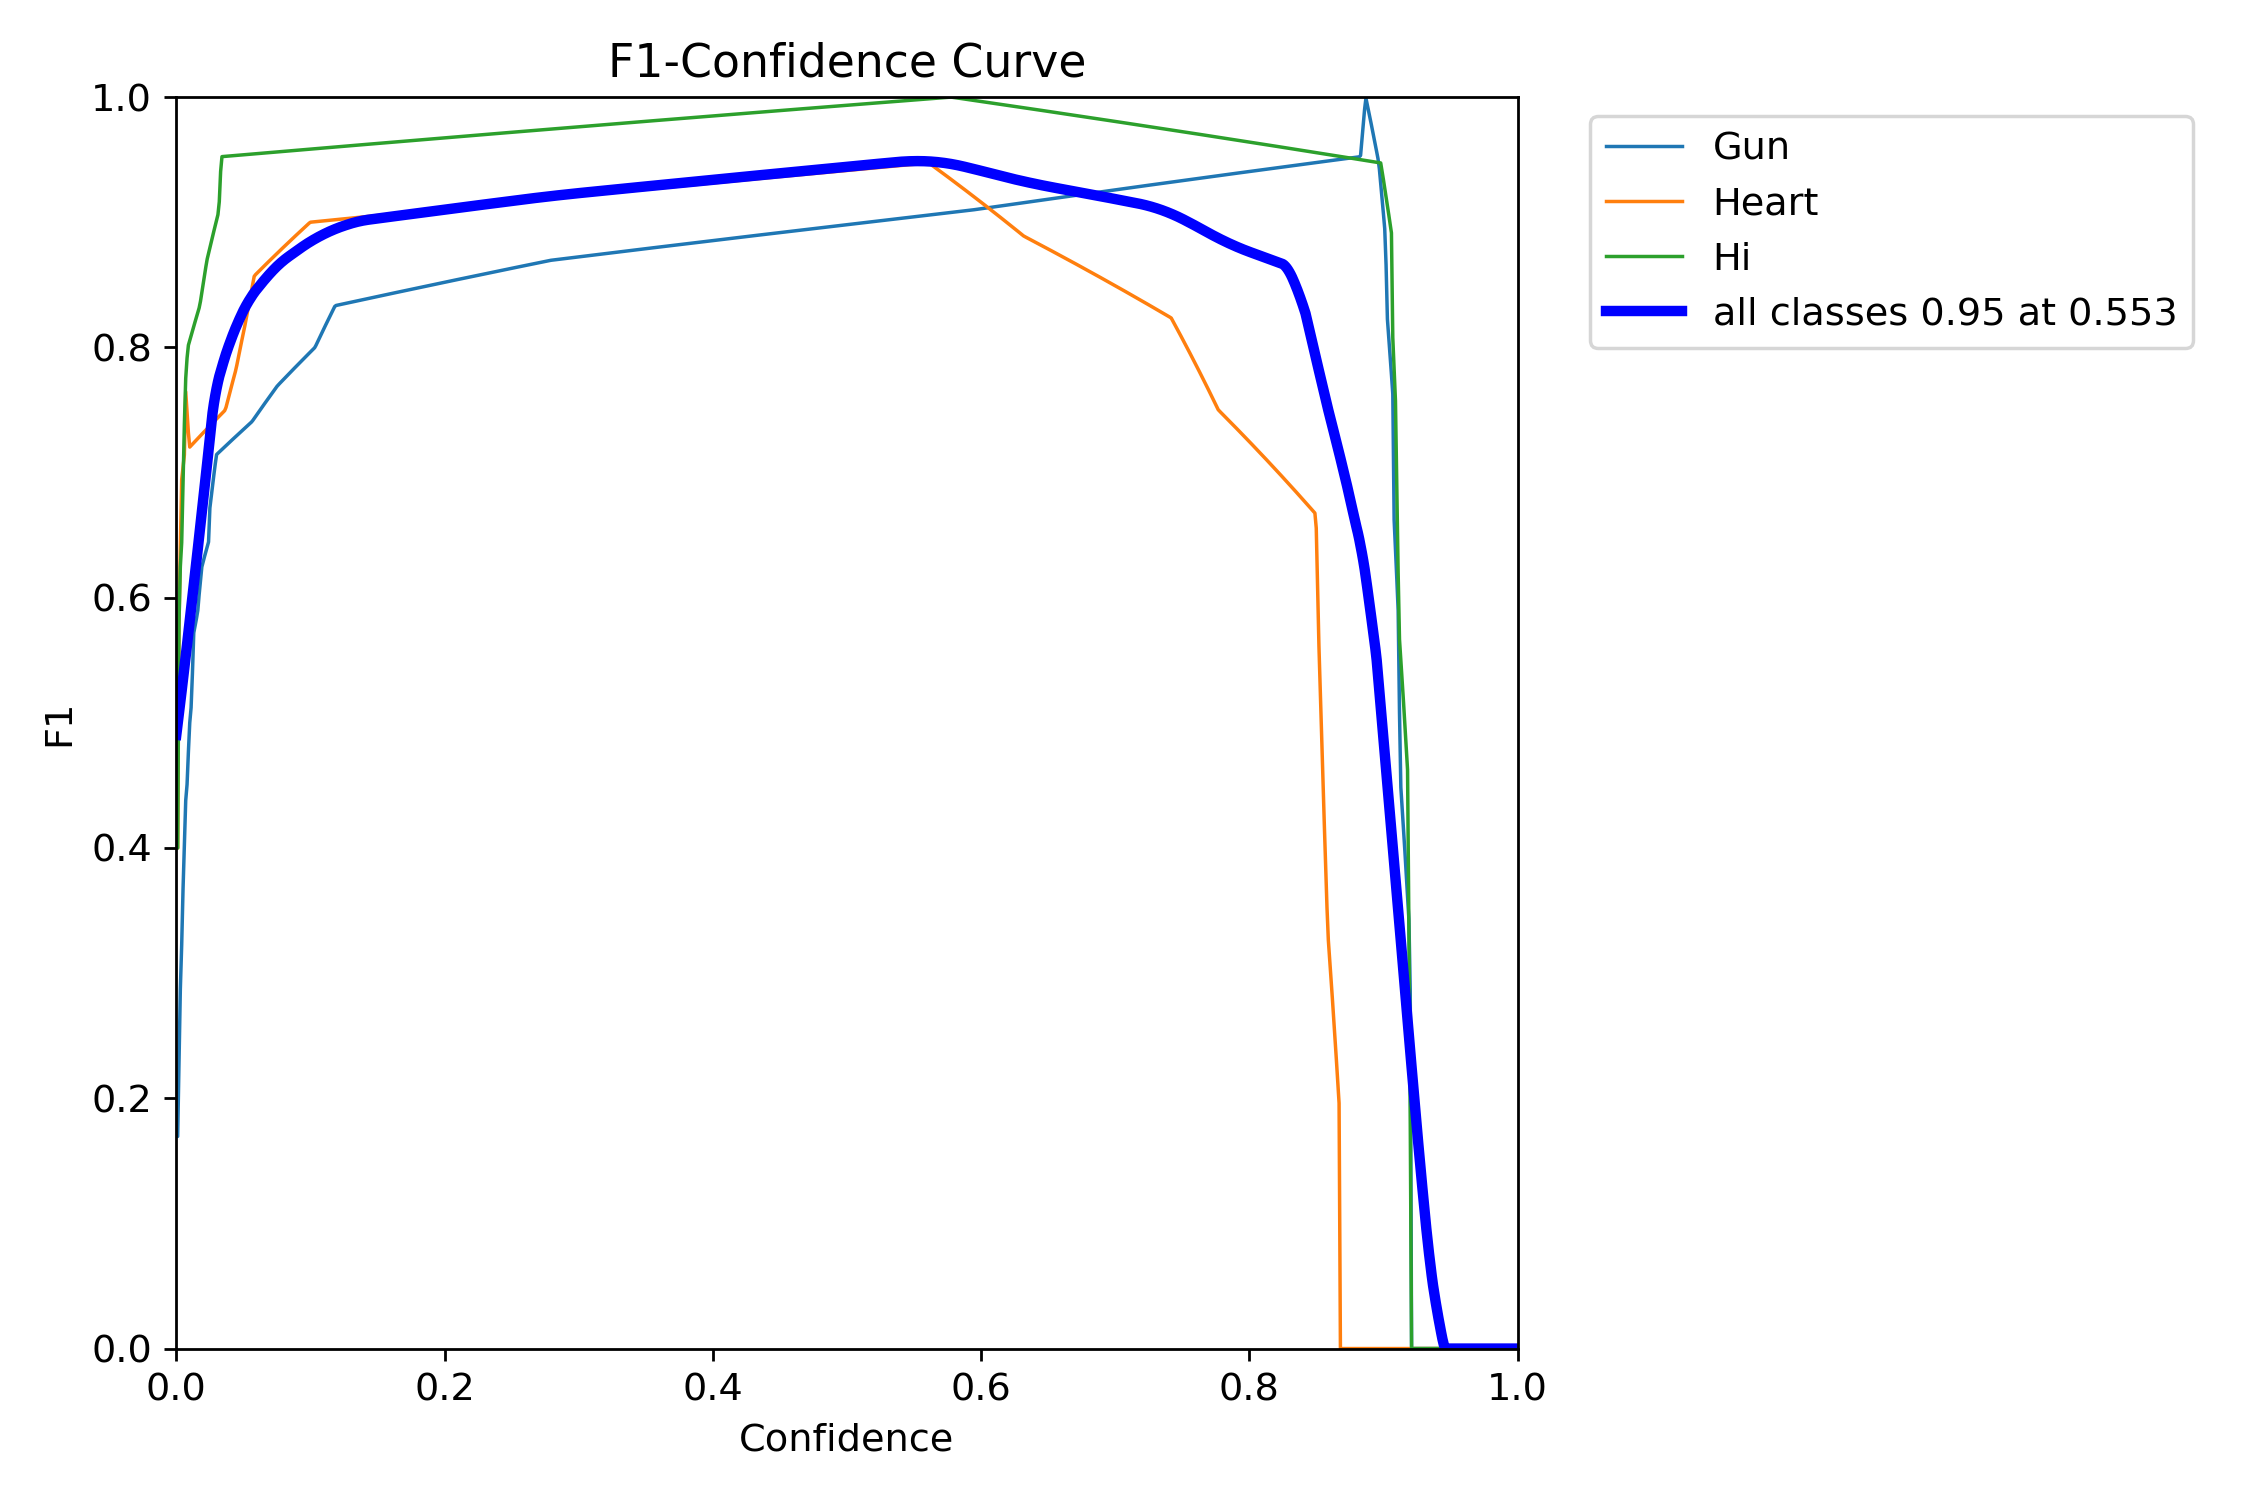 F1-Confidence Curve
1.0
0.8
0.6
0.4
0.2
0.0
F1
0.0 0.2 0.4 0.6 0.8 1.0
Confidence
Gun
Heart
Hi
all classes 0.95 at 0.553